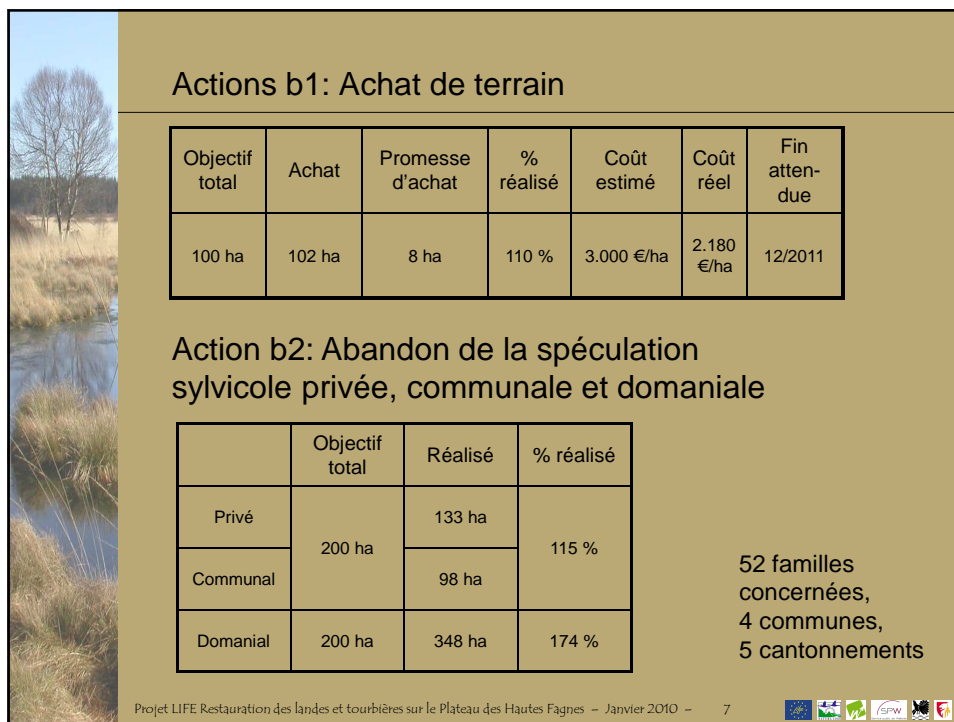 Actions b1: Achat de terrain
Objectif total | Achat | Promesse d'achat | % réalisé | Coût estimé | Coût réel | Fin atten-due
100 ha | 102 ha | 8 ha | 110 % | 3.000 €/ha | 2.180 €/ha | 12/2011
Action b2: Abandon de la spéculation
sylvicole privée, communale et domaniale
Objectif total | Réalisé | % réalisé
Privé | 200 ha | 133 ha | 115 %
Communal | 98 ha
Domanial | 200 ha | 348 ha | 174 %
52 familles
concernées,
4 communes,
5 cantonnements
Projet LIFE Restauration des landes et tourbières sur le Plateau des Hautes Fagnes – Janvier 2010 – 7
SPW